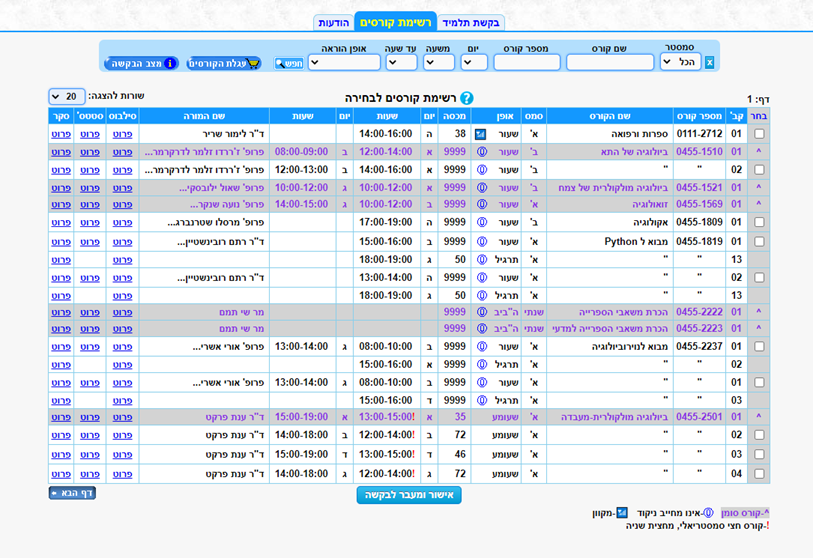 בקשת תלמיד רשימת קורסים הודעות
סמסטר שם קורס מספר קורס יום משעה עד שעה אופן הוראה
x הכל חפש עגלת הקורסים מצב הבקשה
דף: 1 ? רשימת קורסים לבחירה שורות להצגה: 20
בחר קב' מספר קורס שם הקורס סמס אופן מכסה יום שעות יום שעות שם המורה סילבוס סטטס' סקר
01 0111-2712 ספרות ורפואה א' שעור 38 ה 14:00-16:00 ד"ר לימור שריר פרוט פרוט פרוט
^ 01 0455-1510 ביולוגיה של התא ב' שעור 9999 א 12:00-14:00 ב 08:00-09:00 פרופ' ז'ררדו זלמר לדרקרמר... פרוט פרוט פרוט
02 " " א' שעור 9999 א 14:00-16:00 ב 12:00-13:00 פרופ' ז'ררדו זלמר לדרקרמר... פרוט פרוט פרוט
^ 01 0455-1521 ביולוגיה מולקולרית של צמח ב' שעור 9999 א 10:00-12:00 ג 10:00-12:00 פרופ' שאול ילובסקי... פרוט פרוט פרוט
^ 01 0455-1569 זואולוגיה א' שעור 9999 ב 10:00-12:00 ג 14:00-15:00 פרופ' נועה שנקר... פרוט פרוט פרוט
01 0455-1809 אקולוגיה ב' שעור 9999 ה 17:00-19:00 פרופ' מרסלו שטרנברג... פרוט פרוט פרוט
01 0455-1819 מבוא ל Python א' שעור 9999 ב 15:00-16:00 ד"ר רתם רובינשטיין... פרוט פרוט פרוט
13 " " א' תרגיל 50 ג 18:00-19:00 פרוט פרוט
02 " " א' שעור 9999 ה 13:00-14:00 ד"ר רתם רובינשטיין... פרוט פרוט פרוט
13 " " א' תרגיל 50 ג 18:00-19:00 פרוט פרוט
^ 01 0455-2222 הכרת משאבי הספרייה שנתי ה"ביב 9999 מר שי תמם פרוט פרוט פרוט
^ 01 0455-2223 הכרת משאבי הספרייה למדעי שנתי ה"ביב 9999 מר שי תמם פרוט פרוט פרוט
01 0455-2237 מבוא לנוירוביולוגיה א' שעור 9999 ב 08:00-10:00 ג 13:00-14:00 פרופ' אורי אשרי... פרוט פרוט פרוט
02 " " א' תרגיל 9999 א 15:00-16:00 פרוט פרוט
01 " " א' שעור 9999 ב 08:00-10:00 ג 13:00-14:00 פרופ' אורי אשרי... פרוט פרוט פרוט
03 " " א' תרגיל 9999 ד 15:00-16:00 פרוט פרוט
^ 01 0455-2501 ביולוגיה מולקולרית-מעבדה א' שעומע 35 א 13:00-15:00! א 15:00-19:00 ד"ר ענת פרקט פרוט פרוט פרוט
02 " " א' שעומע 72 ב 12:00-14:00! ב 14:00-18:00 ד"ר ענת פרקט פרוט פרוט פרוט
03 " " א' שעומע 46 ד 13:00-15:00! ד 15:00-19:00 ד"ר ענת פרקט פרוט פרוט פרוט
04 " " א' שעומע 72 ג 12:00-14:00! ג 14:00-18:00 ד"ר ענת פרקט פרוט פרוט פרוט
אישור ומעבר לבקשה דף הבא
^-קורס סומן -אינו מחייב ניקוד -מקוון
!-קורס חצי סמסטריאלי, מחצית שניה